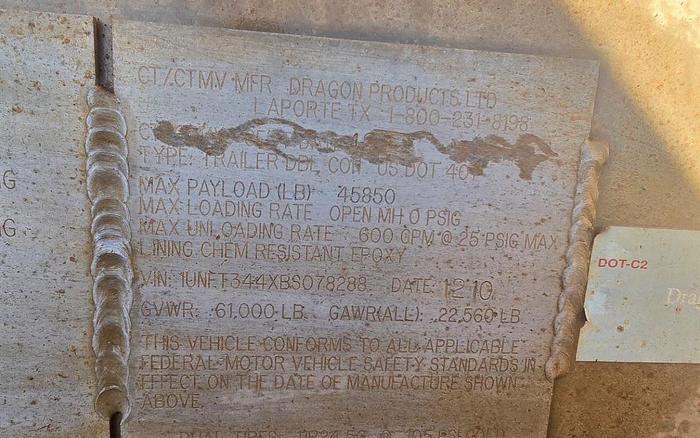 CT/CTMV MFR DRAGON PRODUCTS LTD
LAPORTE TX 1-800-231-8198
TYPE: TRAILER DBL CON US DOT 407
MAX PAYLOAD (LB) 45850
MAX LOADING RATE OPEN MH 0 PSIG
MAX UNLOADING RATE 600 GPM @ 25 PSIG MAX
LINING CHEM RESISTANT EPOXY
VIN: 1UNFT344XBS078288 DATE: 12 10
GVWR: 61,000 LB GAWR(ALL): 22,560 LB
THIS VEHICLE CONFORMS TO ALL APPLICABLE
FEDERAL MOTOR VEHICLE SAFETY STANDARDS IN
EFFECT ON THE DATE OF MANUFACTURE SHOWN
ABOVE.
G
G
DOT-C2